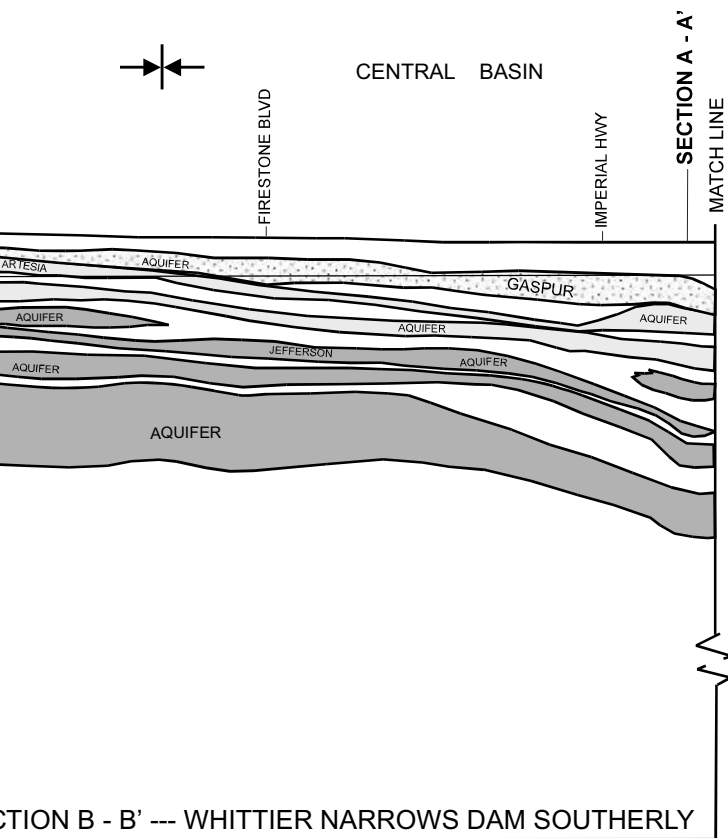 SECTION A - A'
CENTRAL BASIN
FIRESTONE BLVD
IMPERIAL HWY
MATCH LINE
ARTESIA
AQUIFER
GASPUR
AQUIFER
AQUIFER
AQUIFER
JEFFERSON
AQUIFER
AQUIFER
AQUIFER
CTION B - B' --- WHITTIER NARROWS DAM SOUTHERLY